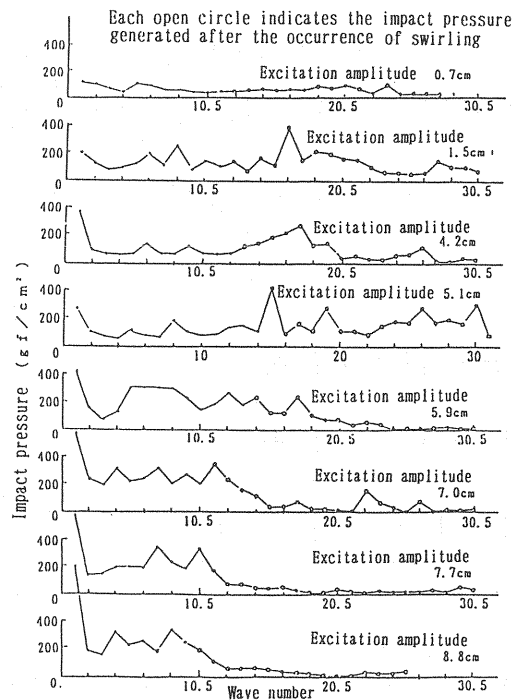 Each open circle indicates the impact pressure
generated after the occurrence of swirling
Impact pressure (gf/cm²)
400
200
0
Excitation amplitude 0.7cm
10.5 20.5 30.5
400
200
0
Excitation amplitude
1.5cm
10.5 20.5 30.5
400
200
0
Excitation amplitude
4.2cm
10.5 20.5 30.5
400
200
0
Excitation amplitude 5.1cm
10 20 30
400
200
0
Excitation amplitude
5.9cm
10.5 20.5 30.5
400
200
0
Excitation amplitude
7.0cm
10.5 20.5 30.5
400
200
0
Excitation amplitude
7.7cm
10.5 20.5 30.5
400
200
0.
Excitation amplitude
8.8cm
10.5 20.5 30.5
Wave number